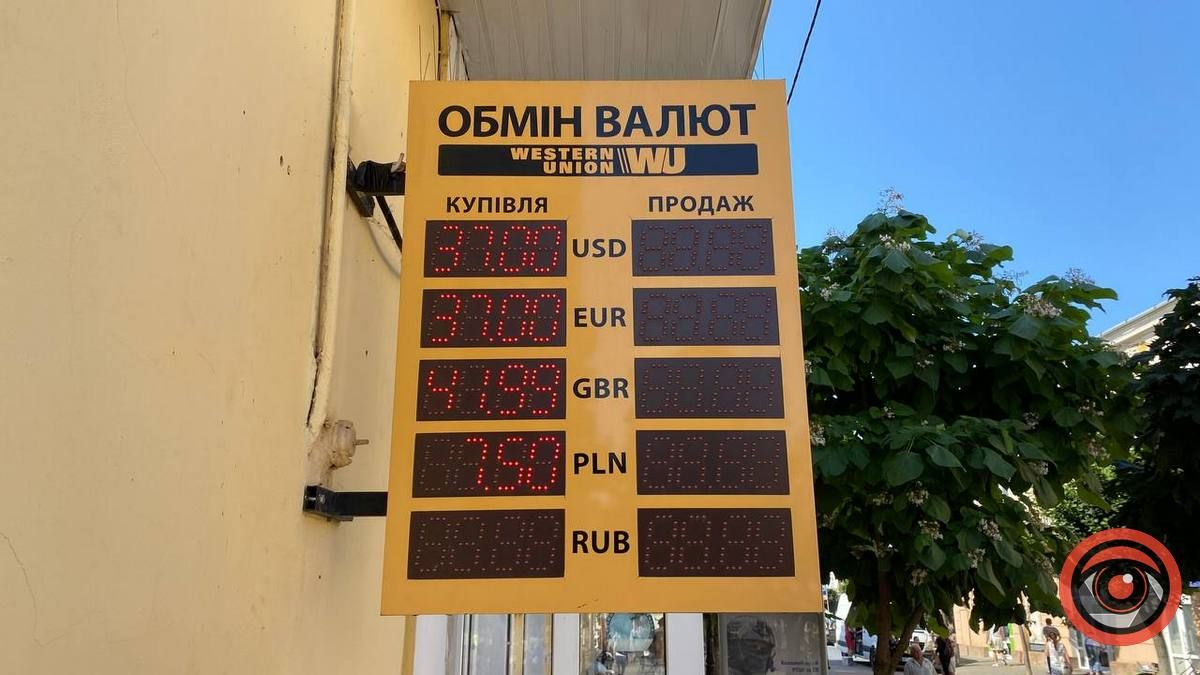 ОБМІН ВАЛЮТ
WESTERN UNION WU
КУПІВЛЯ ПРОДАЖ
37.00 USD
37.00 EUR
41.99 GBR
7.50 PLN
RUB